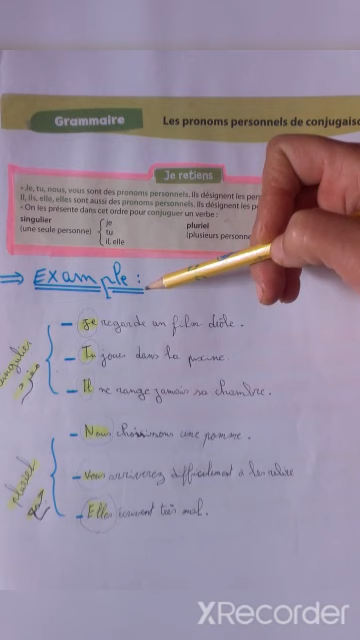 Grammaire
Les pronoms personnels de conjugais
Je retiens
• Je, tu, nous, vous sont des pronoms personnels. Ils désignent les per
Il, ils, elle, elles sont aussi des pronoms personnels. Ils désignent les p
• On les présente dans cet ordre pour conjuguer un verbe :
singulier
(une seule personne)
je
tu
il, elle
pluriel
(plusieurs personne
⇒ Example :
singulier
- Je regarde un film drôle.
- Tu joues dans la piscine.
- Il ne range jamais sa chambre.
pluriel
- Nous choisissons une pomme.
- Vous arriverez difficilement à les
- Elles écrivent très mal.
XRecorder